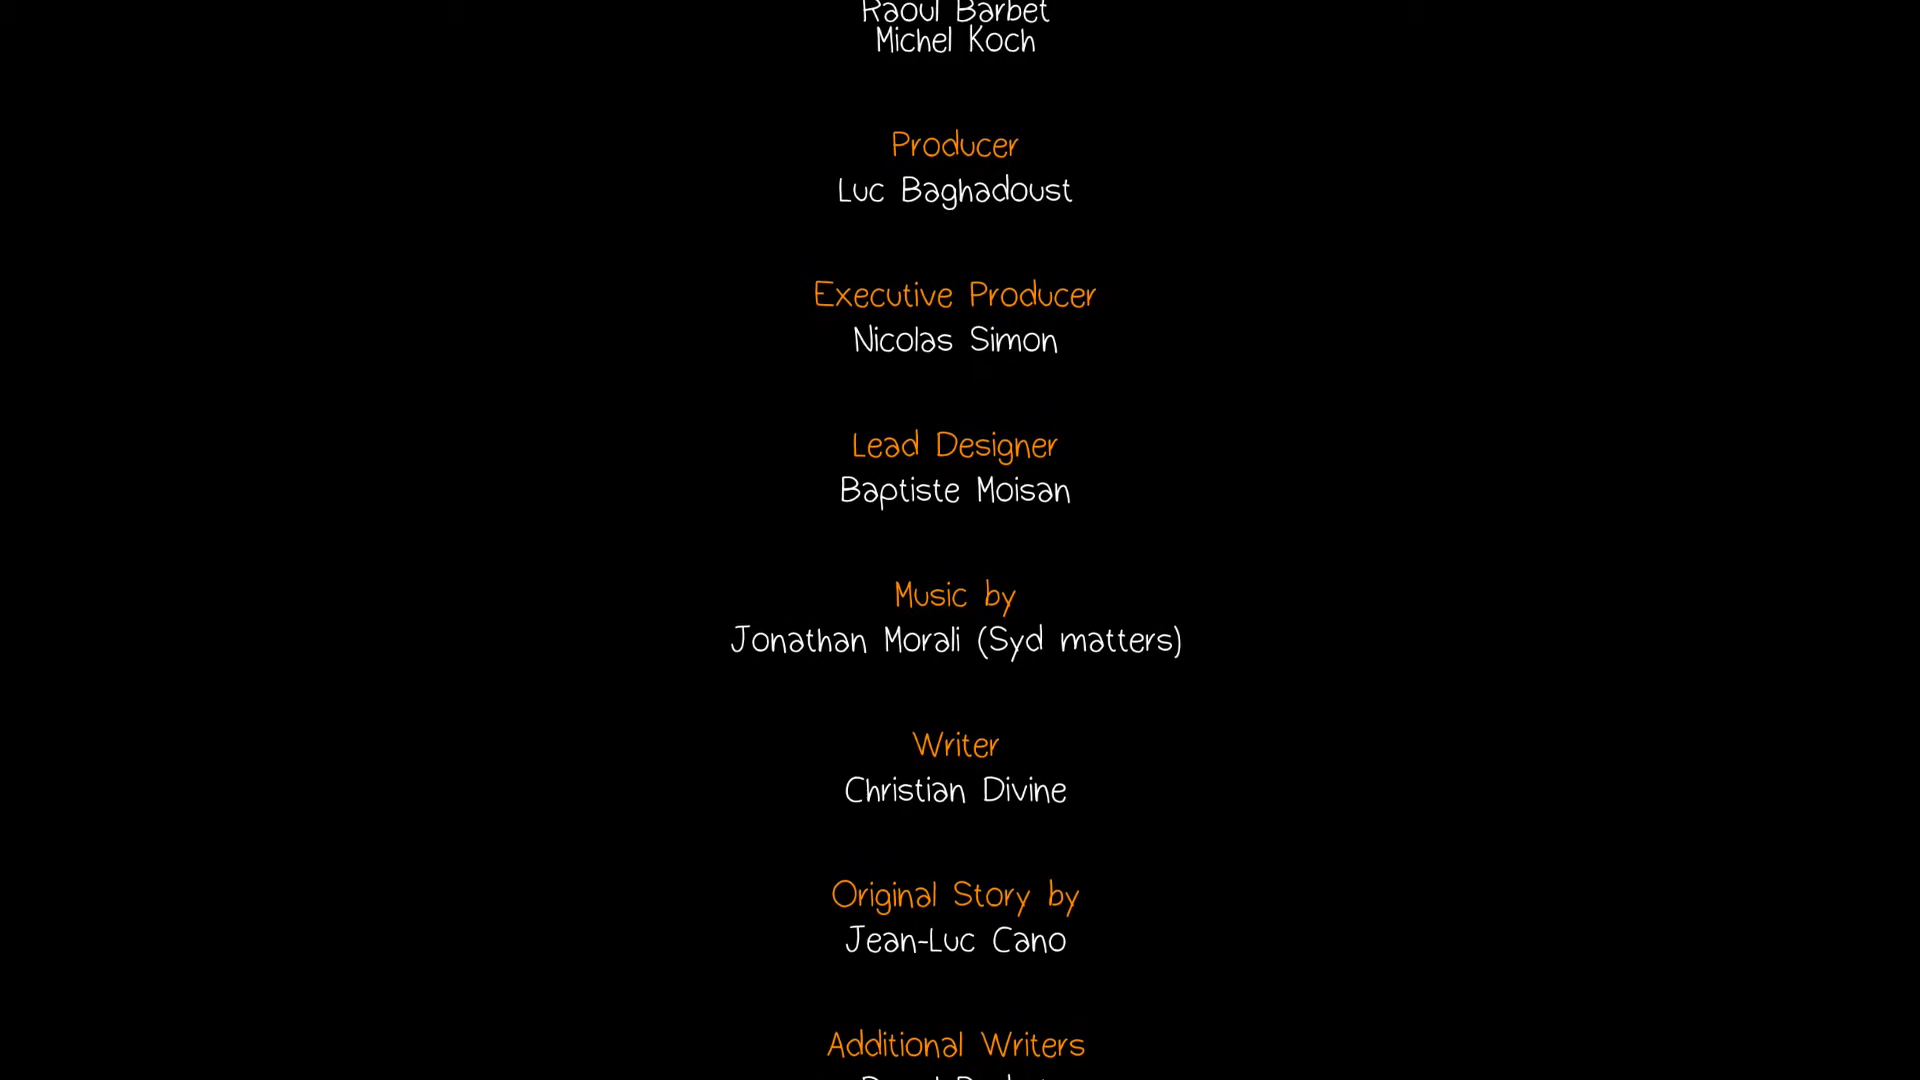 Raoul Barbet
Michel Koch
Producer
Luc Baghadoust
Executive Producer
Nicolas Simon
Lead Designer
Baptiste Moisan
Music by
Jonathan Morali (Syd matters)
Writer
Christian Divine
Original Story by
Jean-Luc Cano
Additional Writers